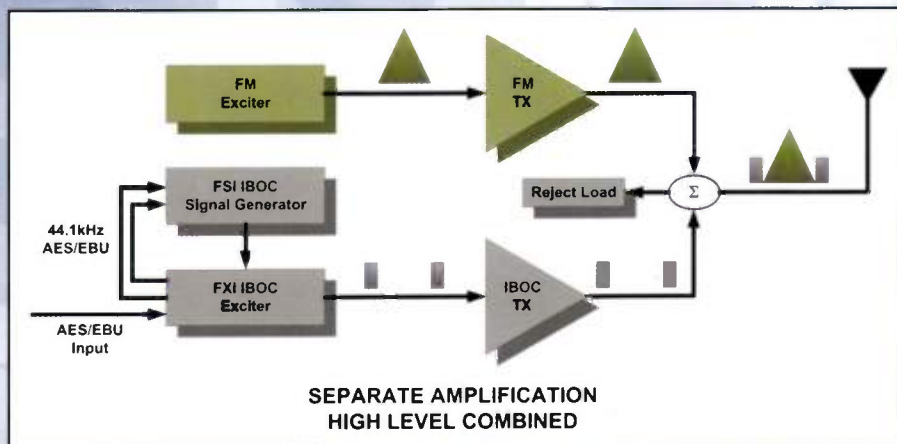 FM
Exciter
FM
TX
FSI IBOC
Signal Generator
Reject Load
Σ
44.1kHz
AES/EBU
FXI IBOC
Exciter
IBOC
TX
AES/EBU
Input
SEPARATE AMPLIFICATION
HIGH LEVEL COMBINED